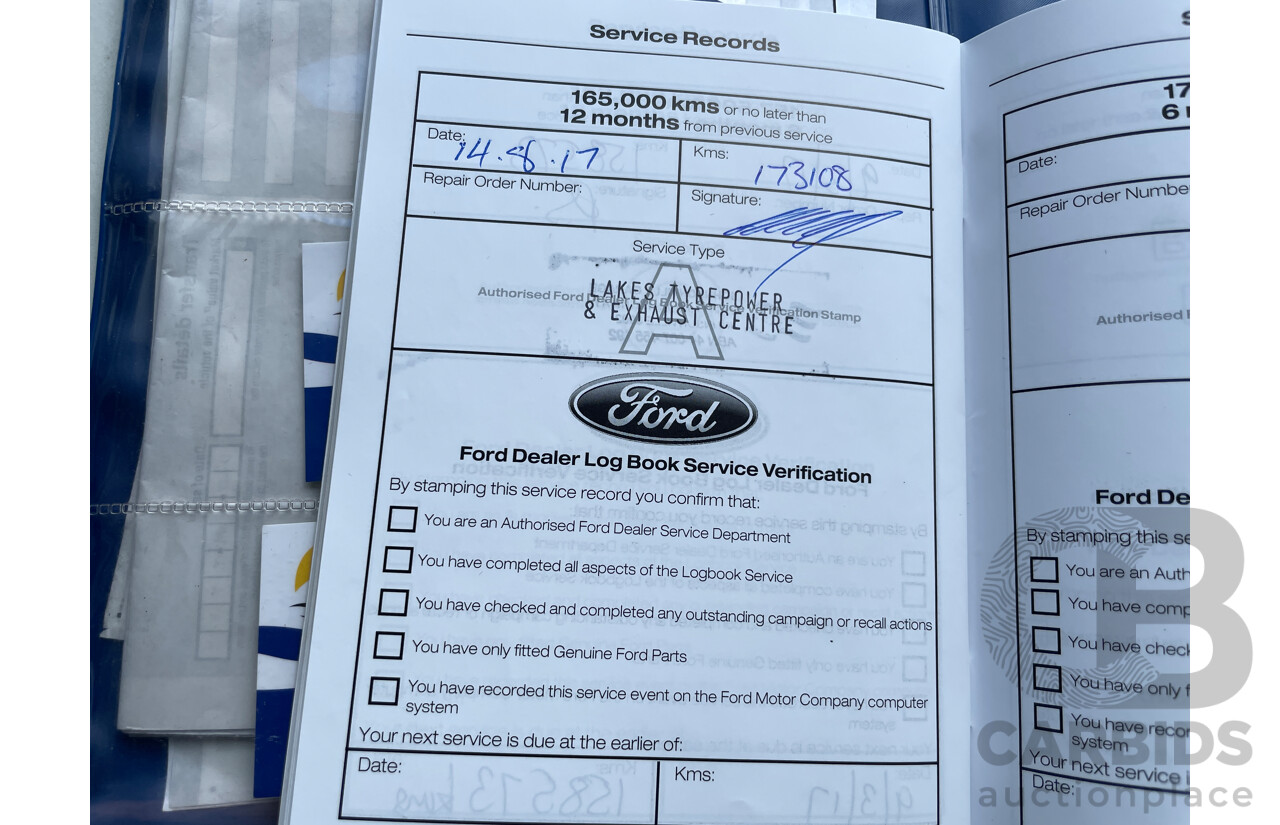 Service Records
165,000 kms or no later than
12 months from previous service
Date:
14.8.17
Kms:
173108
Repair Order Number:
Signature:
Service Type
A
Authorised Ford Dealer Log Book Service Verification Stamp
LAKES TYREPOWER
& EXHAUST CENTRE
Ford
Ford Dealer Log Book Service Verification
By stamping this service record you confirm that:
You are an Authorised Ford Dealer Service Department
You have completed all aspects of the Logbook Service
You have checked and completed any outstanding campaign or recall actions
You have only fitted Genuine Ford Parts
You have recorded this service event on the Ford Motor Company computer
system
Your next service is due at the earlier of:
Date:
Kms:
17
6
Date:
Repair Order Number
Authorised
Ford De
By stamping this se
You are an Auth
You have comp
You have check
You have only f
You have recor
system
Your next service i
Date:
CARBIDS
auctionplace